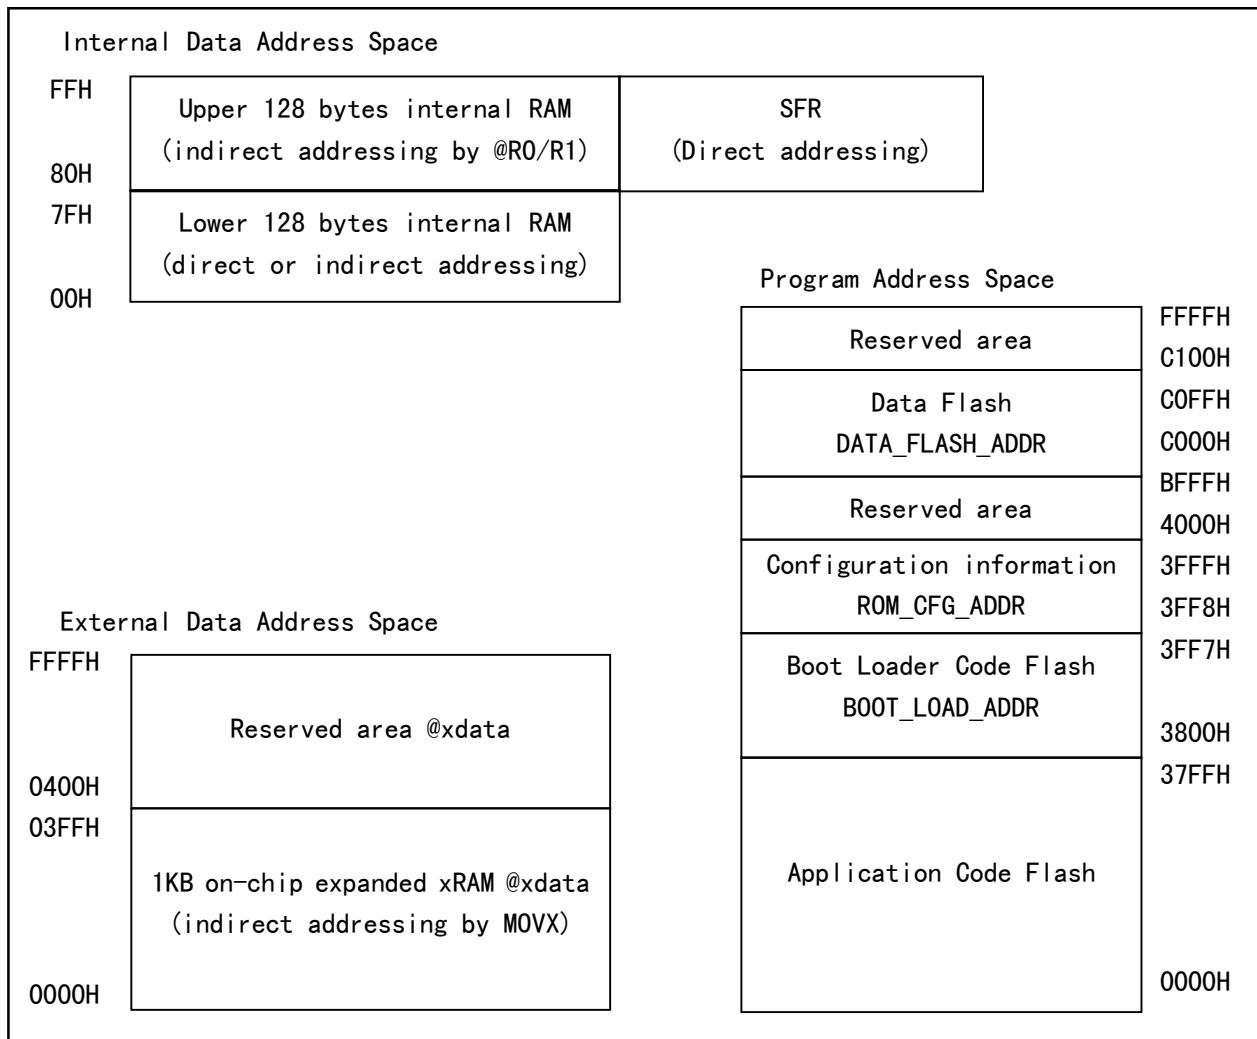 Internal Data Address Space
FFH
Upper 128 bytes internal RAM
(indirect addressing by @R0/R1)
80H
SFR
(Direct addressing)
7FH
Lower 128 bytes internal RAM
(direct or indirect addressing)
00H
Program Address Space
FFFFH
Reserved area
C100H
Data Flash
C0FFH
DATA_FLASH_ADDR
C000H
BFFFH
Reserved area
4000H
Configuration information
3FFFH
ROM_CFG_ADDR
3FF8H
Boot Loader Code Flash
3FF7H
BOOT_LOAD_ADDR
3800H
37FFH
Application Code Flash
0000H
External Data Address Space
FFFFH
Reserved area @xdata
0400H
03FFH
1KB on-chip expanded xRAM @xdata
(indirect addressing by MOVX)
0000H